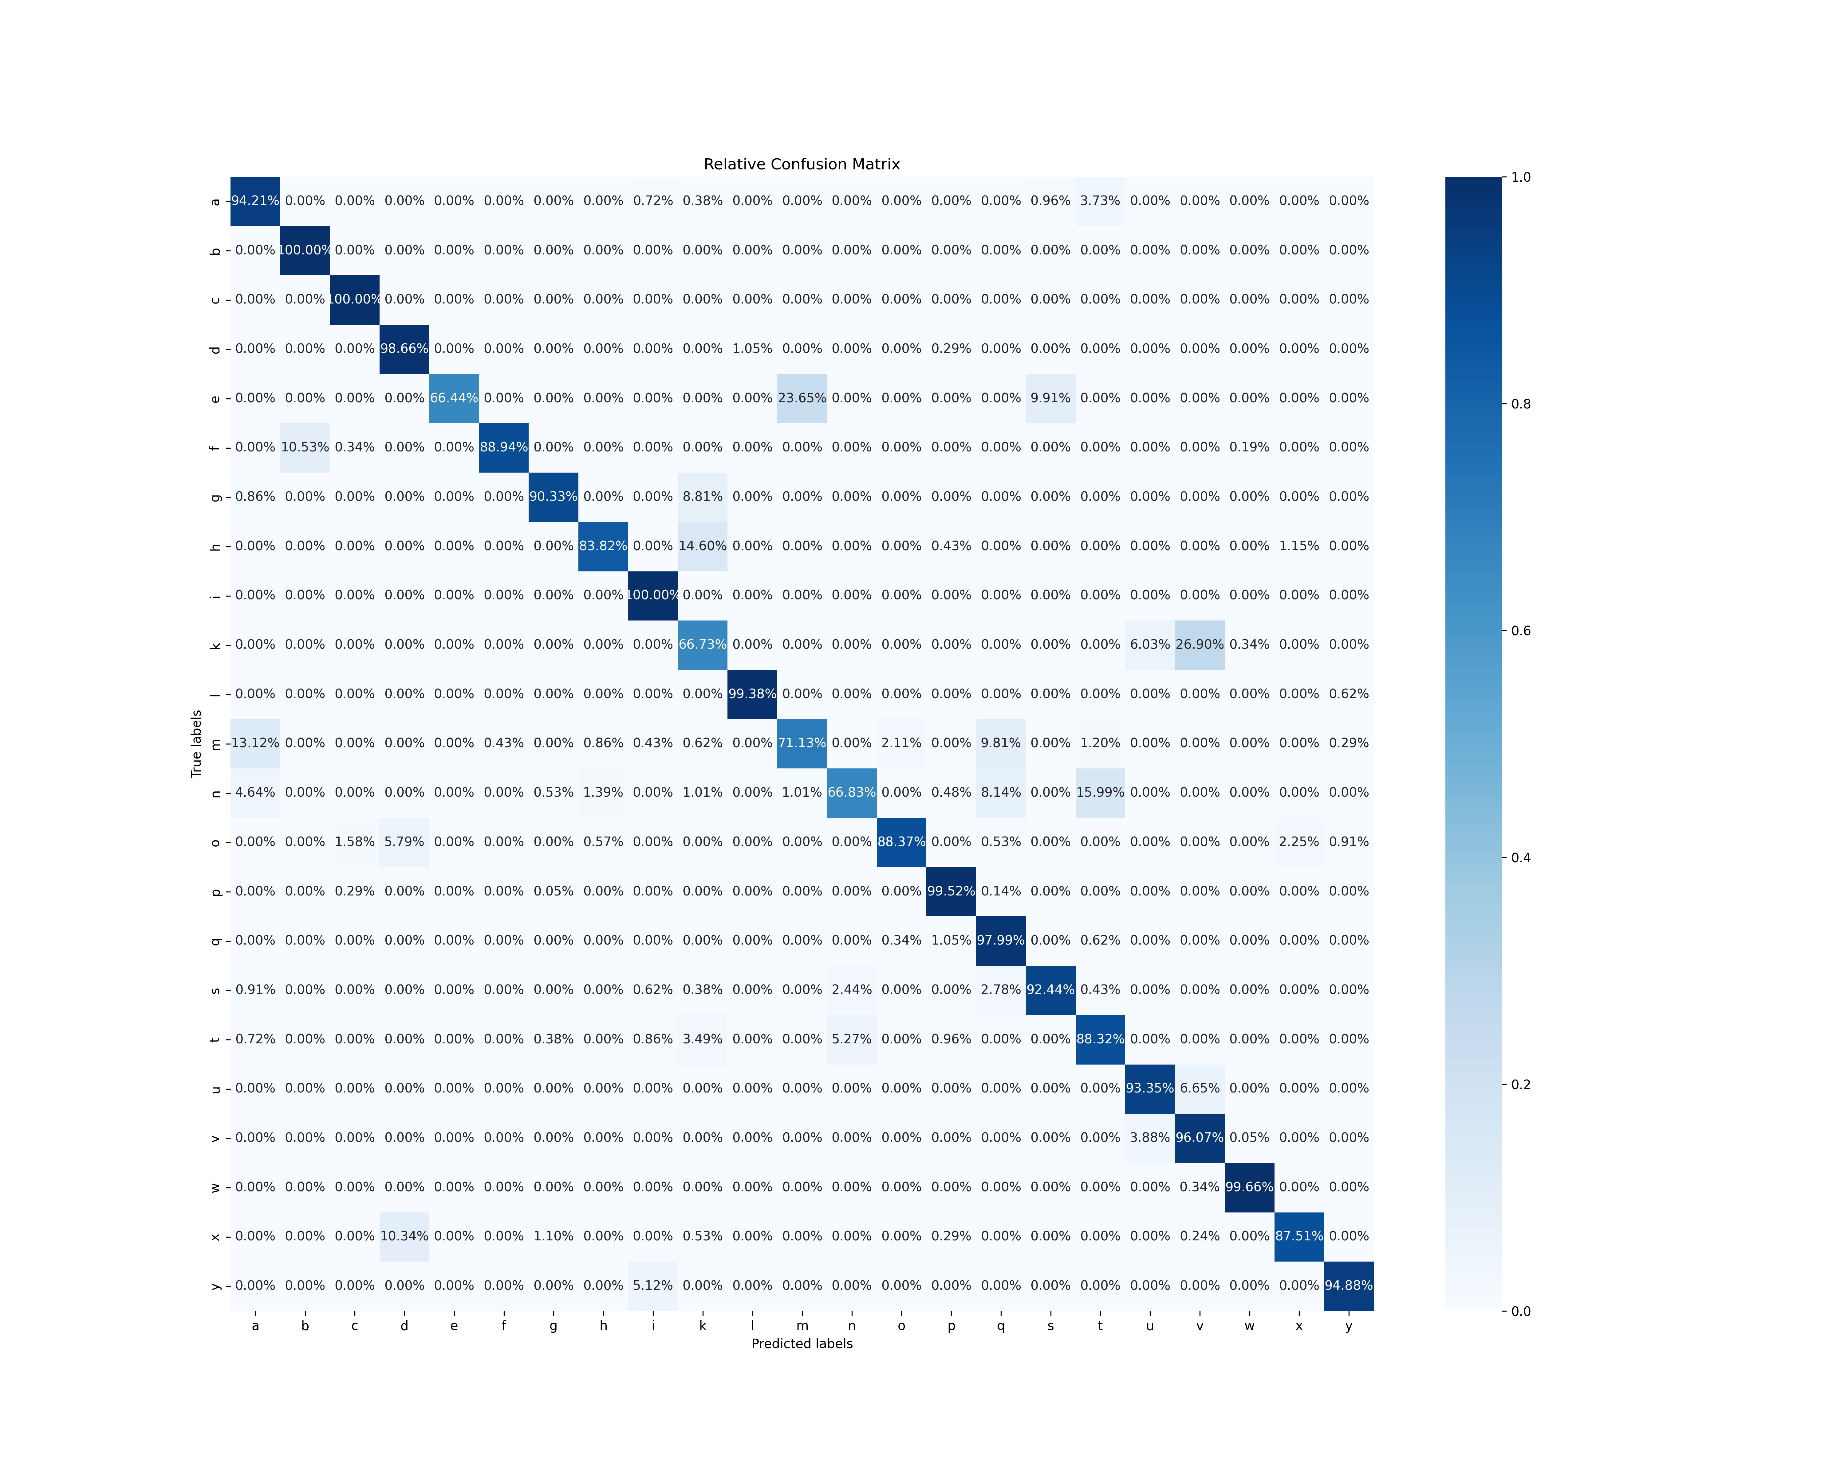 Relative Confusion Matrix
a 94.21% 0.00% 0.00% 0.00% 0.00% 0.00% 0.00% 0.00% 0.72% 0.38% 0.00% 0.00% 0.00% 0.00% 0.00% 0.00% 0.96% 3.73% 0.00% 0.00% 0.00% 0.00% 0.00%
b 0.00% 100.00% 0.00% 0.00% 0.00% 0.00% 0.00% 0.00% 0.00% 0.00% 0.00% 0.00% 0.00% 0.00% 0.00% 0.00% 0.00% 0.00% 0.00% 0.00% 0.00% 0.00% 0.00%
c 0.00% 0.00% 100.00% 0.00% 0.00% 0.00% 0.00% 0.00% 0.00% 0.00% 0.00% 0.00% 0.00% 0.00% 0.00% 0.00% 0.00% 0.00% 0.00% 0.00% 0.00% 0.00% 0.00%
d 0.00% 0.00% 0.00% 98.66% 0.00% 0.00% 0.00% 0.00% 0.00% 0.00% 1.05% 0.00% 0.00% 0.00% 0.29% 0.00% 0.00% 0.00% 0.00% 0.00% 0.00% 0.00% 0.00%
e 0.00% 0.00% 0.00% 0.00% 66.44% 0.00% 0.00% 0.00% 0.00% 0.00% 0.00% 23.65% 0.00% 0.00% 0.00% 0.00% 9.91% 0.00% 0.00% 0.00% 0.00% 0.00% 0.00%
f 0.00% 10.53% 0.34% 0.00% 0.00% 88.94% 0.00% 0.00% 0.00% 0.00% 0.00% 0.00% 0.00% 0.00% 0.00% 0.00% 0.00% 0.00% 0.00% 0.00% 0.19% 0.00% 0.00%
g 0.86% 0.00% 0.00% 0.00% 0.00% 0.00% 90.33% 0.00% 0.00% 8.81% 0.00% 0.00% 0.00% 0.00% 0.00% 0.00% 0.00% 0.00% 0.00% 0.00% 0.00% 0.00% 0.00%
h 0.00% 0.00% 0.00% 0.00% 0.00% 0.00% 0.00% 83.82% 0.00% 14.60% 0.00% 0.00% 0.00% 0.00% 0.43% 0.00% 0.00% 0.00% 0.00% 0.00% 0.00% 1.15% 0.00%
i 0.00% 0.00% 0.00% 0.00% 0.00% 0.00% 0.00% 0.00% 100.00% 0.00% 0.00% 0.00% 0.00% 0.00% 0.00% 0.00% 0.00% 0.00% 0.00% 0.00% 0.00% 0.00% 0.00%
k 0.00% 0.00% 0.00% 0.00% 0.00% 0.00% 0.00% 0.00% 0.00% 66.73% 0.00% 0.00% 0.00% 0.00% 0.00% 0.00% 0.00% 0.00% 6.03% 26.90% 0.34% 0.00% 0.00%
l 0.00% 0.00% 0.00% 0.00% 0.00% 0.00% 0.00% 0.00% 0.00% 0.00% 99.38% 0.00% 0.00% 0.00% 0.00% 0.00% 0.00% 0.00% 0.00% 0.00% 0.00% 0.00% 0.62%
m 13.12% 0.00% 0.00% 0.00% 0.00% 0.43% 0.00% 0.86% 0.43% 0.62% 0.00% 71.13% 0.00% 2.11% 0.00% 9.81% 0.00% 1.20% 0.00% 0.00% 0.00% 0.00% 0.29%
n 4.64% 0.00% 0.00% 0.00% 0.00% 0.00% 0.53% 1.39% 0.00% 1.01% 0.00% 1.01% 66.83% 0.00% 0.48% 8.14% 0.00% 15.99% 0.00% 0.00% 0.00% 0.00% 0.00%
o 0.00% 0.00% 1.58% 5.79% 0.00% 0.00% 0.00% 0.57% 0.00% 0.00% 0.00% 0.00% 0.00% 88.37% 0.00% 0.53% 0.00% 0.00% 0.00% 0.00% 0.00% 2.25% 0.91%
p 0.00% 0.00% 0.29% 0.00% 0.00% 0.00% 0.05% 0.00% 0.00% 0.00% 0.00% 0.00% 0.00% 0.00% 99.52% 0.14% 0.00% 0.00% 0.00% 0.00% 0.00% 0.00% 0.00%
q 0.00% 0.00% 0.00% 0.00% 0.00% 0.00% 0.00% 0.00% 0.00% 0.00% 0.00% 0.00% 0.00% 0.34% 1.05% 97.99% 0.00% 0.62% 0.00% 0.00% 0.00% 0.00% 0.00%
s 0.91% 0.00% 0.00% 0.00% 0.00% 0.00% 0.00% 0.00% 0.62% 0.38% 0.00% 0.00% 2.44% 0.00% 0.00% 2.78% 92.44% 0.43% 0.00% 0.00% 0.00% 0.00% 0.00%
t 0.72% 0.00% 0.00% 0.00% 0.00% 0.00% 0.38% 0.00% 0.86% 3.49% 0.00% 0.00% 5.27% 0.00% 0.96% 0.00% 0.00% 88.32% 0.00% 0.00% 0.00% 0.00% 0.00%
u 0.00% 0.00% 0.00% 0.00% 0.00% 0.00% 0.00% 0.00% 0.00% 0.00% 0.00% 0.00% 0.00% 0.00% 0.00% 0.00% 0.00% 0.00% 93.35% 6.65% 0.00% 0.00% 0.00%
v 0.00% 0.00% 0.00% 0.00% 0.00% 0.00% 0.00% 0.00% 0.00% 0.00% 0.00% 0.00% 0.00% 0.00% 0.00% 0.00% 0.00% 0.00% 3.88% 96.07% 0.05% 0.00% 0.00%
w 0.00% 0.00% 0.00% 0.00% 0.00% 0.00% 0.00% 0.00% 0.00% 0.00% 0.00% 0.00% 0.00% 0.00% 0.00% 0.00% 0.00% 0.00% 0.00% 0.34% 99.66% 0.00% 0.00%
x 0.00% 0.00% 0.00% 10.34% 0.00% 0.00% 1.10% 0.00% 0.00% 0.53% 0.00% 0.00% 0.00% 0.00% 0.29% 0.00% 0.00% 0.00% 0.00% 0.24% 0.00% 87.51% 0.00%
y 0.00% 0.00% 0.00% 0.00% 0.00% 0.00% 0.00% 0.00% 5.12% 0.00% 0.00% 0.00% 0.00% 0.00% 0.00% 0.00% 0.00% 0.00% 0.00% 0.00% 0.00% 0.00% 94.88%
a b c d e f g h i k l m n o p q s t u v w x y
Predicted labels
True labels
1.0
0.8
0.6
0.4
0.2
0.0